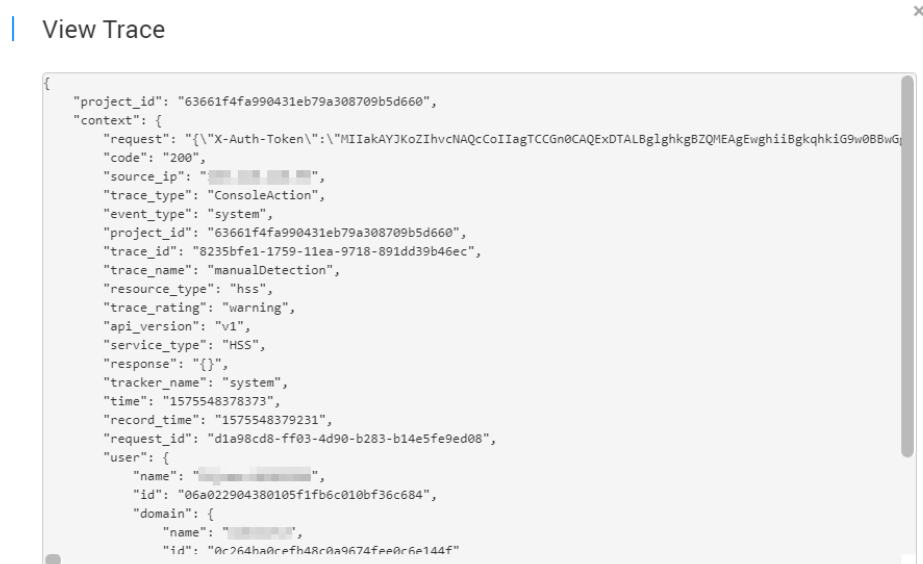 View Trace
{
"project_id": "63661f4fa990431eb79a308709b5d660",
"context": {
"request": "{\"X-Auth-Token\":\"MIIakAYJKoZIhvcNAQcCoIIagTCCGn0CAQExDTALBglghkgBZQMEAgEwghiiBgkqhkiG9w0BBwGg
"code": "200",
"source_ip": "",
"trace_type": "ConsoleAction",
"event_type": "system",
"project_id": "63661f4fa990431eb79a308709b5d660",
"trace_id": "8235bfe1-1759-11ea-9718-891dd39b46ec",
"trace_name": "manualDetection",
"resource_type": "hss",
"trace_rating": "warning",
"api_version": "v1",
"service_type": "HSS",
"response": "{}",
"tracker_name": "system",
"time": "1575548378373",
"record_time": "1575548379231",
"request_id": "d1a98cd8-ff03-4d90-b283-b14e5fe9ed08",
"user": {
"name": "",
"id": "06a022904380105f1fb6c010bf36c684",
"domain": {
"name": "",
"id": "0c264ba0cefb48c0a9674fee0c6e144f"